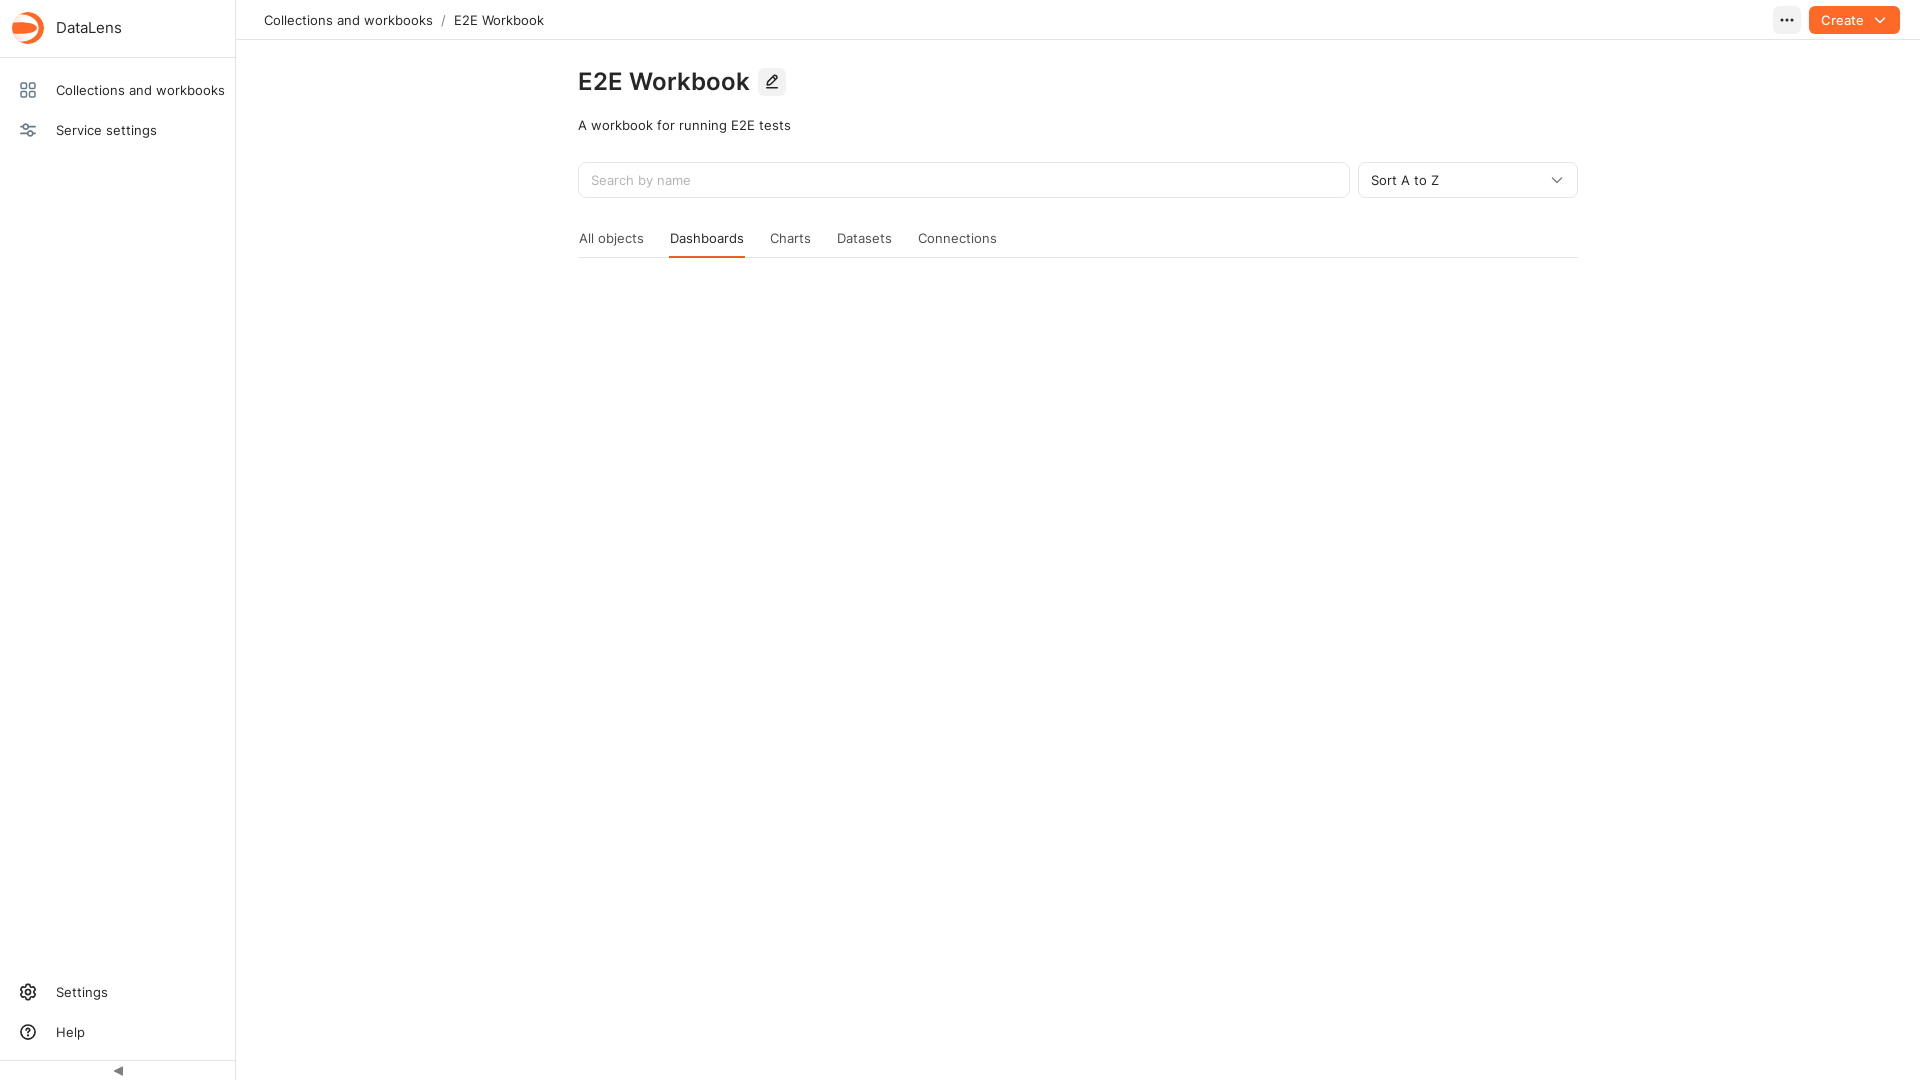 DataLens
Collections and workbooks
Service settings
Settings
Help
Collections and workbooks / E2E Workbook
Create
E2E Workbook
A workbook for running E2E tests
Search by name
Sort A to Z
All objects
Dashboards
Charts
Datasets
Connections